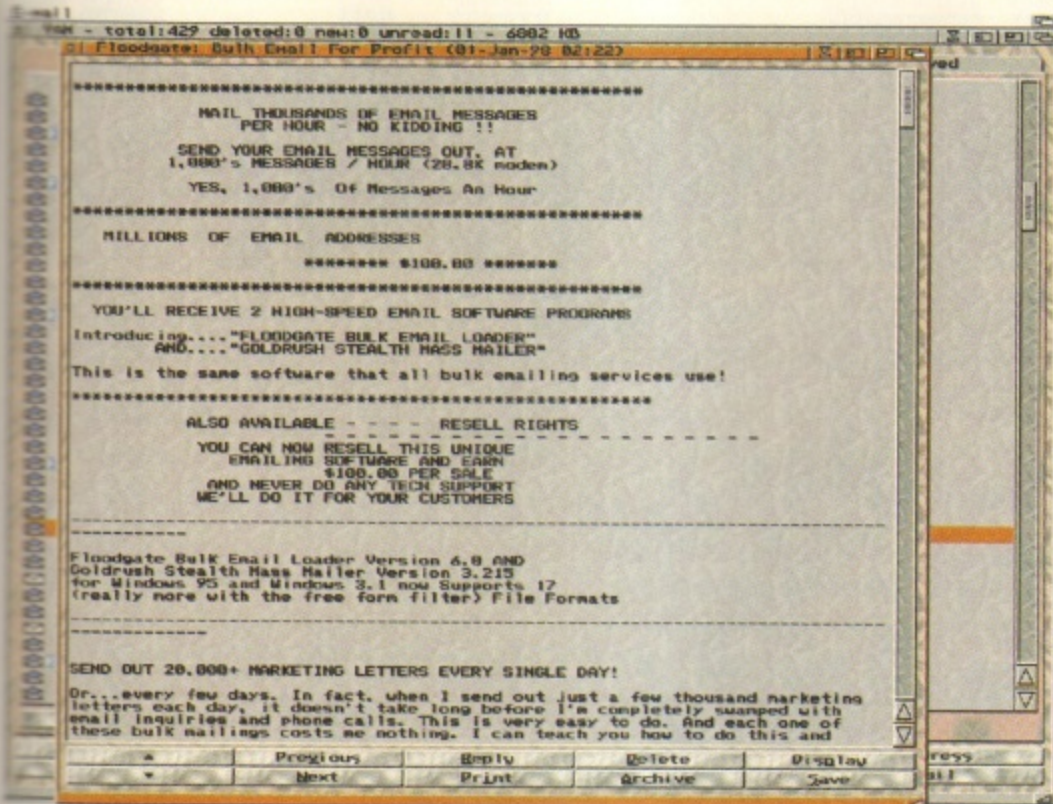 E-mail
YAM - total:429 deleted:0 new:0 unread:11 - 6802 KB
Floodgate: Bulk Email For Profit (01-Jan-98 02:22)
ved
*********************************************************
MAIL THOUSANDS OF EMAIL MESSAGES
PER HOUR - NO KIDDING !!
SEND YOUR EMAIL MESSAGES OUT, AT
1,000's MESSAGES / HOUR (28.8K modem)
YES, 1,000's Of Messages An Hour
*********************************************************
MILLIONS OF EMAIL ADDRESSES
******** $100.00 *******
*********************************************************
YOU'LL RECEIVE 2 HIGH-SPEED EMAIL SOFTWARE PROGRAMS
Introducing...."FLOODGATE BULK EMAIL LOADER"
AND...."GOLDRUSH STEALTH MASS MAILER"
This is the same software that all bulk emailing services use!
**********************************************************
ALSO AVAILABLE - - - - RESELL RIGHTS
- - - - - - - - - - - - - - - - - - - - -
YOU CAN NOW RESELL THIS UNIQUE
EMAILING SOFTWARE AND EARN
$100.00 PER SALE
AND NEVER DO ANY TECH SUPPORT
WE'LL DO IT FOR YOUR CUSTOMERS
---------------------------------------------------------------------------------
-----------
Floodgate Bulk Email Loader Version 6.0 AND
Goldrush Stealth Mass Mailer Version 3.215
for Windows 95 and Windows 3.1 now Supports 17
(really more with the free form filter) File Formats
---------------------------------------------------------------------------------
-------------
SEND OUT 20,000+ MARKETING LETTERS EVERY SINGLE DAY!
Or...every few days. In fact, when I send out just a few thousand marketing
letters each day, it doesn't take long before I'm completely swamped with
email inquiries and phone calls. This is very easy to do. And each one of
these bulk mailings costs me nothing. I can teach you how to do this and
Previous Reply Delete Display
Next Print Archive Save
ress